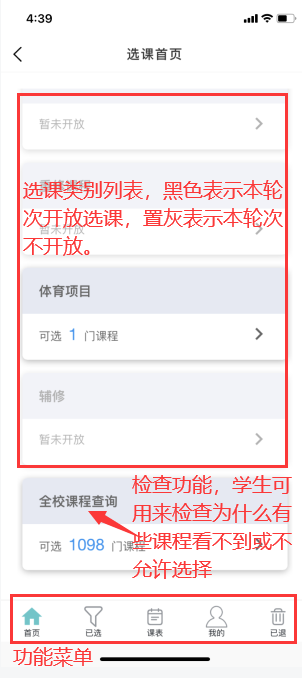 4:39
选课首页
暂未开放
选课类别列表，黑色表示本轮
次开放选课，置灰表示本轮次
不开放。
暂未开放
体育项目
可选 1 门课程
辅修
暂未开放
全校课程查询
可选 1098 门课程
检查功能，学生可
用来检查为什么有
些课程看不到或不
允许选择
首页 已选 课表 我的 已退
功能菜单